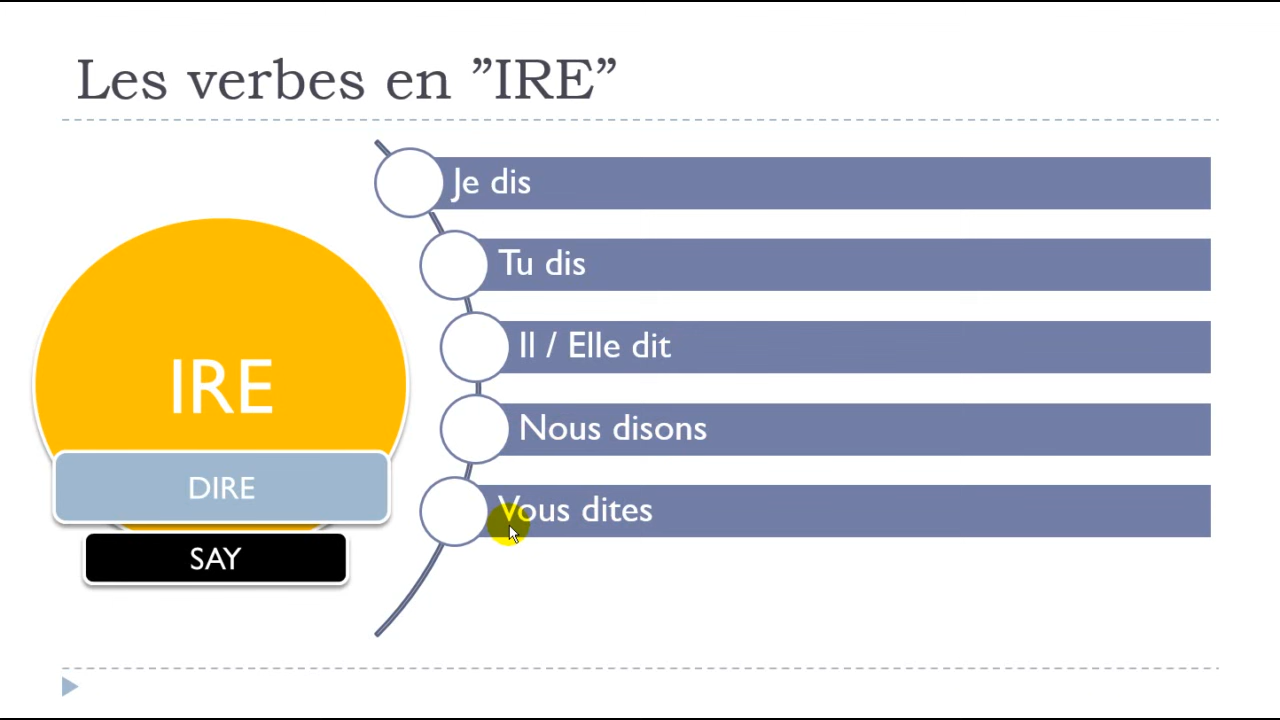 Les verbes en ”IRE”
Je dis
Tu dis
Il / Elle dit
Nous disons
Vous dites
IRE
DIRE
SAY